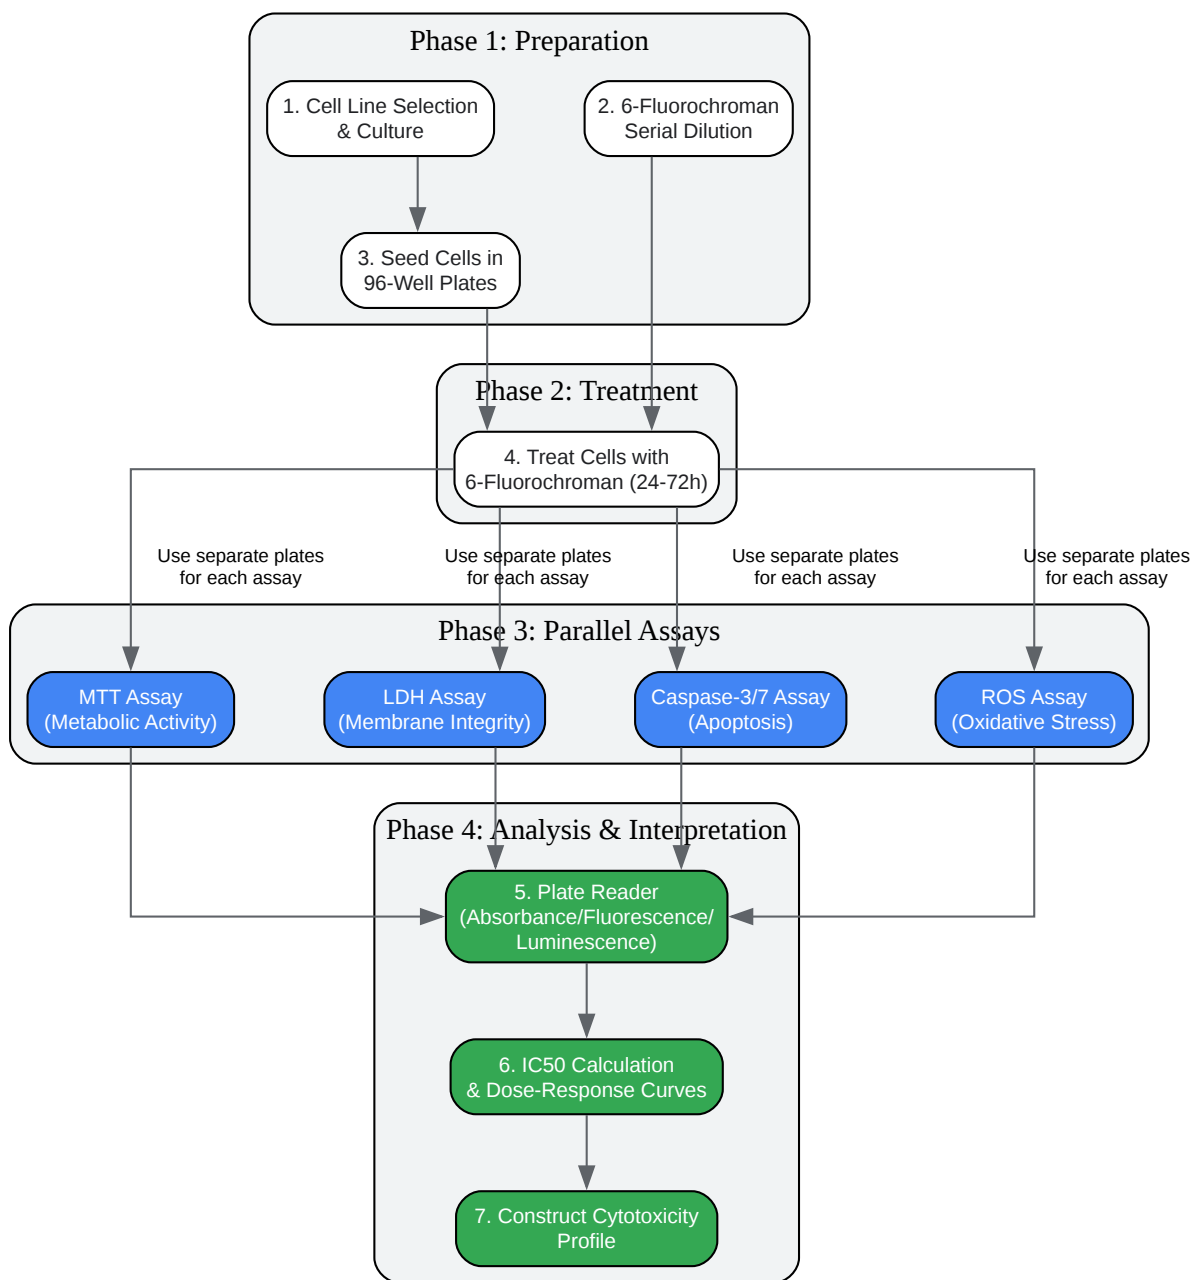 Phase 1: Preparation
1. Cell Line Selection
& Culture
2. 6-Fluorochroman
Serial Dilution
3. Seed Cells in
96-Well Plates
Phase 2: Treatment
4. Treat Cells with
6-Fluorochroman (24-72h)
Use separate plates
for each assay
Use separate plates
for each assay
Use separate plates
for each assay
Use separate plates
for each assay
Phase 3: Parallel Assays
MTT Assay
(Metabolic Activity)
LDH Assay
(Membrane Integrity)
Caspase-3/7 Assay
(Apoptosis)
ROS Assay
(Oxidative Stress)
Phase 4: Analysis & Interpretation
5. Plate Reader
(Absorbance/Fluorescence/
Luminescence)
6. IC50 Calculation
& Dose-Response Curves
7. Construct Cytotoxicity
Profile